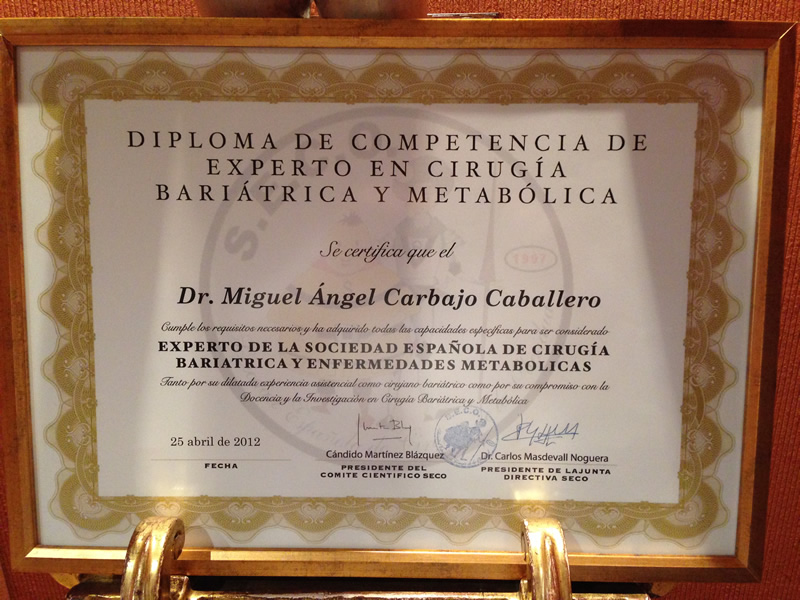 DIPLOMA DE COMPETENCIA DE
EXPERTO EN CIRUGÍA
BARIÁTRICA Y METABÓLICA
Se certifica que el
1997
Dr. Miguel Ángel Carbajo Caballero
Cumple los requisitos necesarios y ha adquirido todas las capacidades específicas para ser considerado
EXPERTO DE LA SOCIEDAD ESPAÑOLA DE CIRUGÍA
BARIATRICA Y ENFERMEDADES METABOLICAS
Tanto por su dilatada experiencia asistencial como cirujano bariátrico como por su compromiso con la
Docencia y la Investigación en Cirugía Bariátrica y Metabólica
25 abril de 2012
FECHA
Cándido Martínez Blázquez
PRESIDENTE DEL
COMITE CIENTIFICO SECO
Dr. Carlos Masdevall Noguera
PRESIDENTE DE LAJUNTA
DIRECTIVA SECO